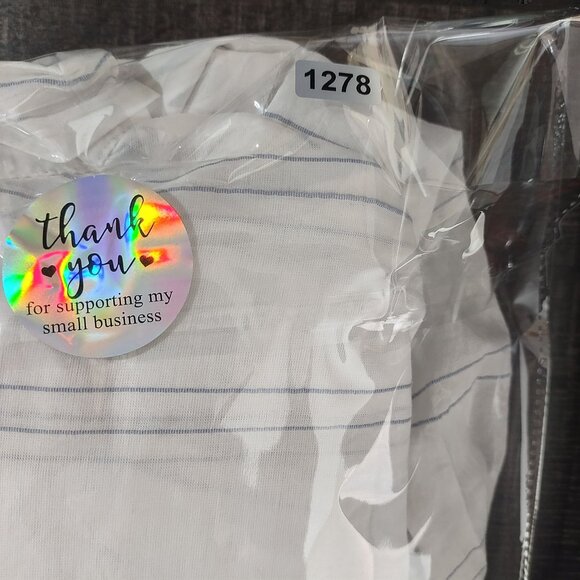 1278
thank
you
for supporting my
small business